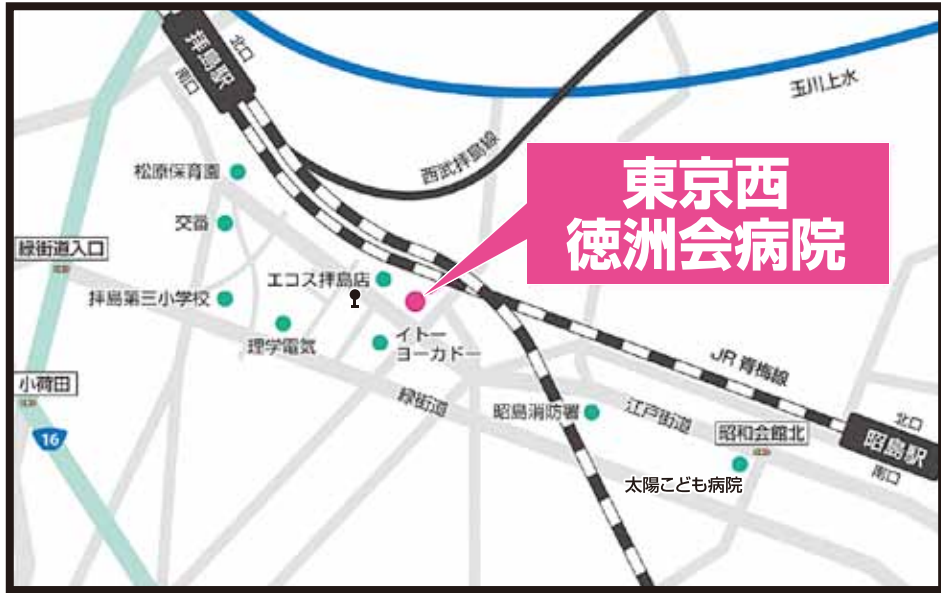 拝島駅
北口
南口
玉川上水
西武拝島線
東京西
徳洲会病院
松原保育園
交番
緑街道入口
エコス拝島店
拝島第三小学校
理学電気
イトー
ヨーカドー
JR 青梅線
小荷田
緑街道
16
昭島消防署
江戸街道
昭和会館北
北口
昭島駅
南口
太陽こども病院